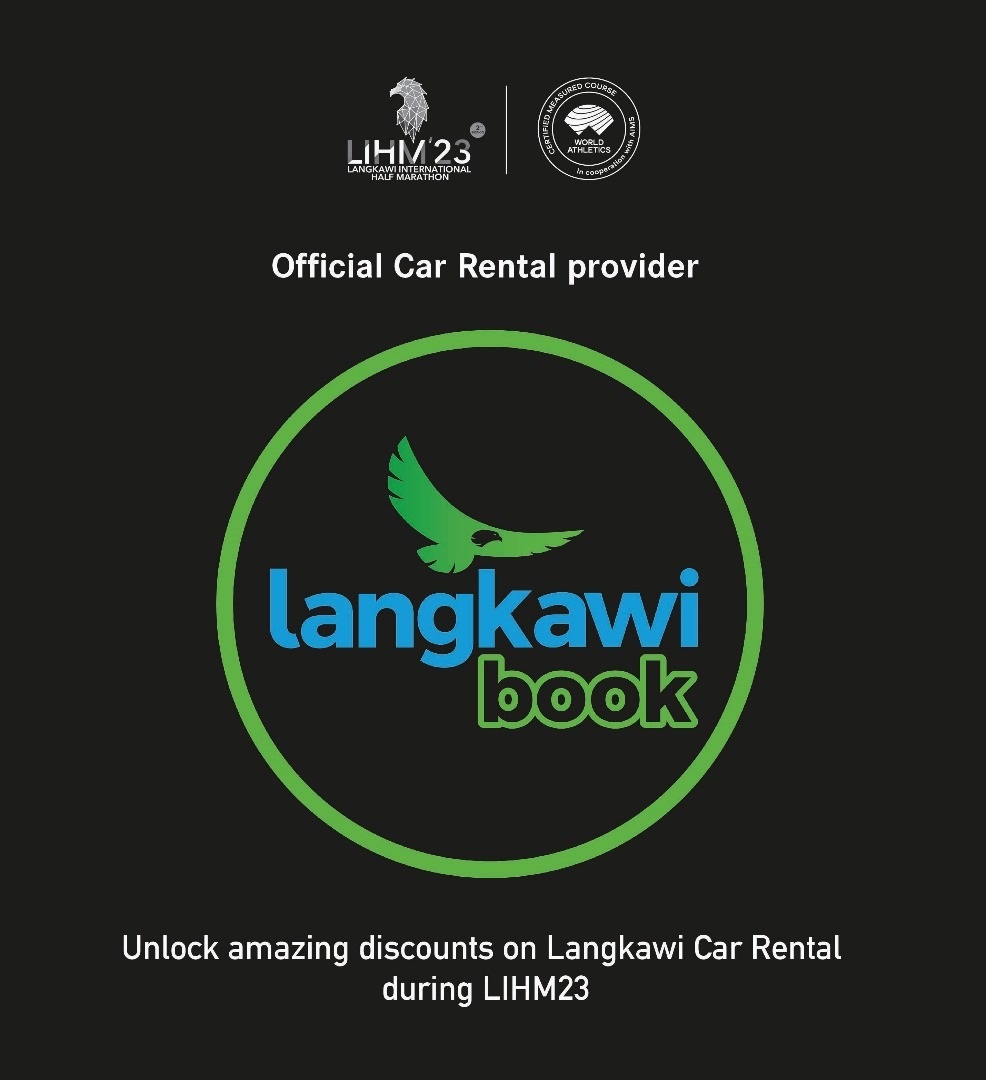 LIHM'23
LANGKAWI INTERNATIONAL
HALF MARATHON
CERTIFIED MEASURED COURSE
WORLD
ATHLETICS
In cooperation with AIMS
Official Car Rental provider
langkawi
book
Unlock amazing discounts on Langkawi Car Rental
during LIHM23